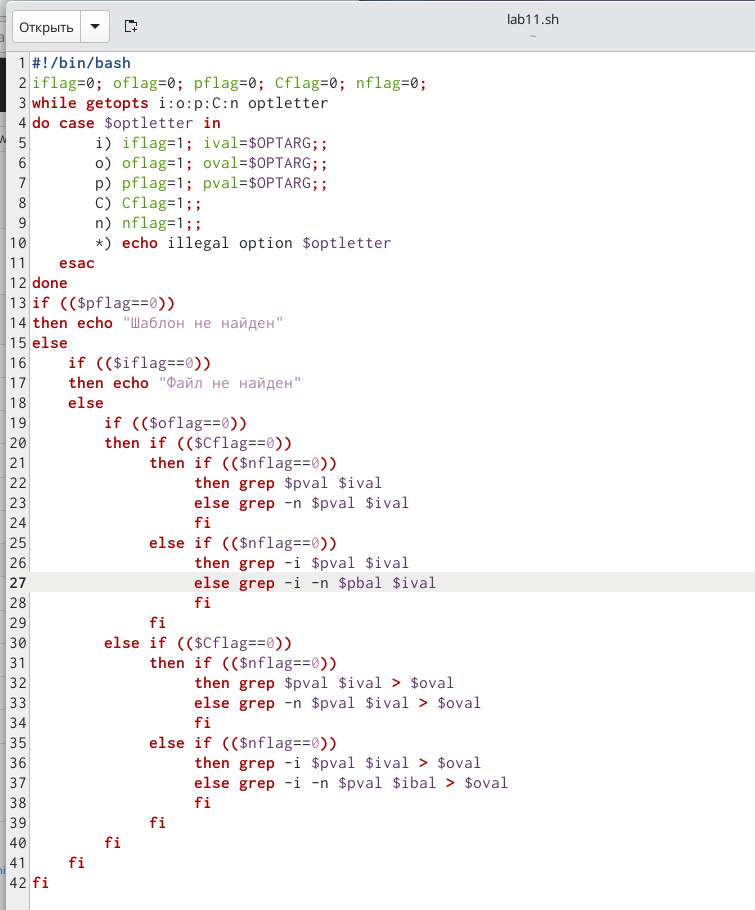 Открыть
lab11.sh
~
1 #!/bin/bash
2 iflag=0; oflag=0; pflag=0; Cflag=0; nflag=0;
3 while getopts i:o:p:C:n optletter
4 do case $optletter in
5        i) iflag=1; ival=$OPTARG;;
6        o) oflag=1; oval=$OPTARG;;
7        p) pflag=1; pval=$OPTARG;;
8        C) Cflag=1;;
9        n) nflag=1;;
10        *) echo illegal option $optletter
11    esac
12 done
13 if (($pflag==0))
14 then echo "Шаблон не найден"
15 else
16     if (($iflag==0))
17     then echo "Файл не найден"
18     else
19         if (($oflag==0))
20         then if (($Cflag==0))
21              then if (($nflag==0))
22                   then grep $pval $ival
23                   else grep -n $pval $ival
24                   fi
25              else if (($nflag==0))
26                   then grep -i $pval $ival
27                   else grep -i -n $pbal $ival
28                   fi
29              fi
30         else if (($Cflag==0))
31              then if (($nflag==0))
32                   then grep $pval $ival > $oval
33                   else grep -n $pval $ival > $oval
34                   fi
35              else if (($nflag==0))
36                   then grep -i $pval $ival > $oval
37                   else grep -i -n $pval $ibal > $oval
38                   fi
39              fi
40         fi
41     fi
42 fi